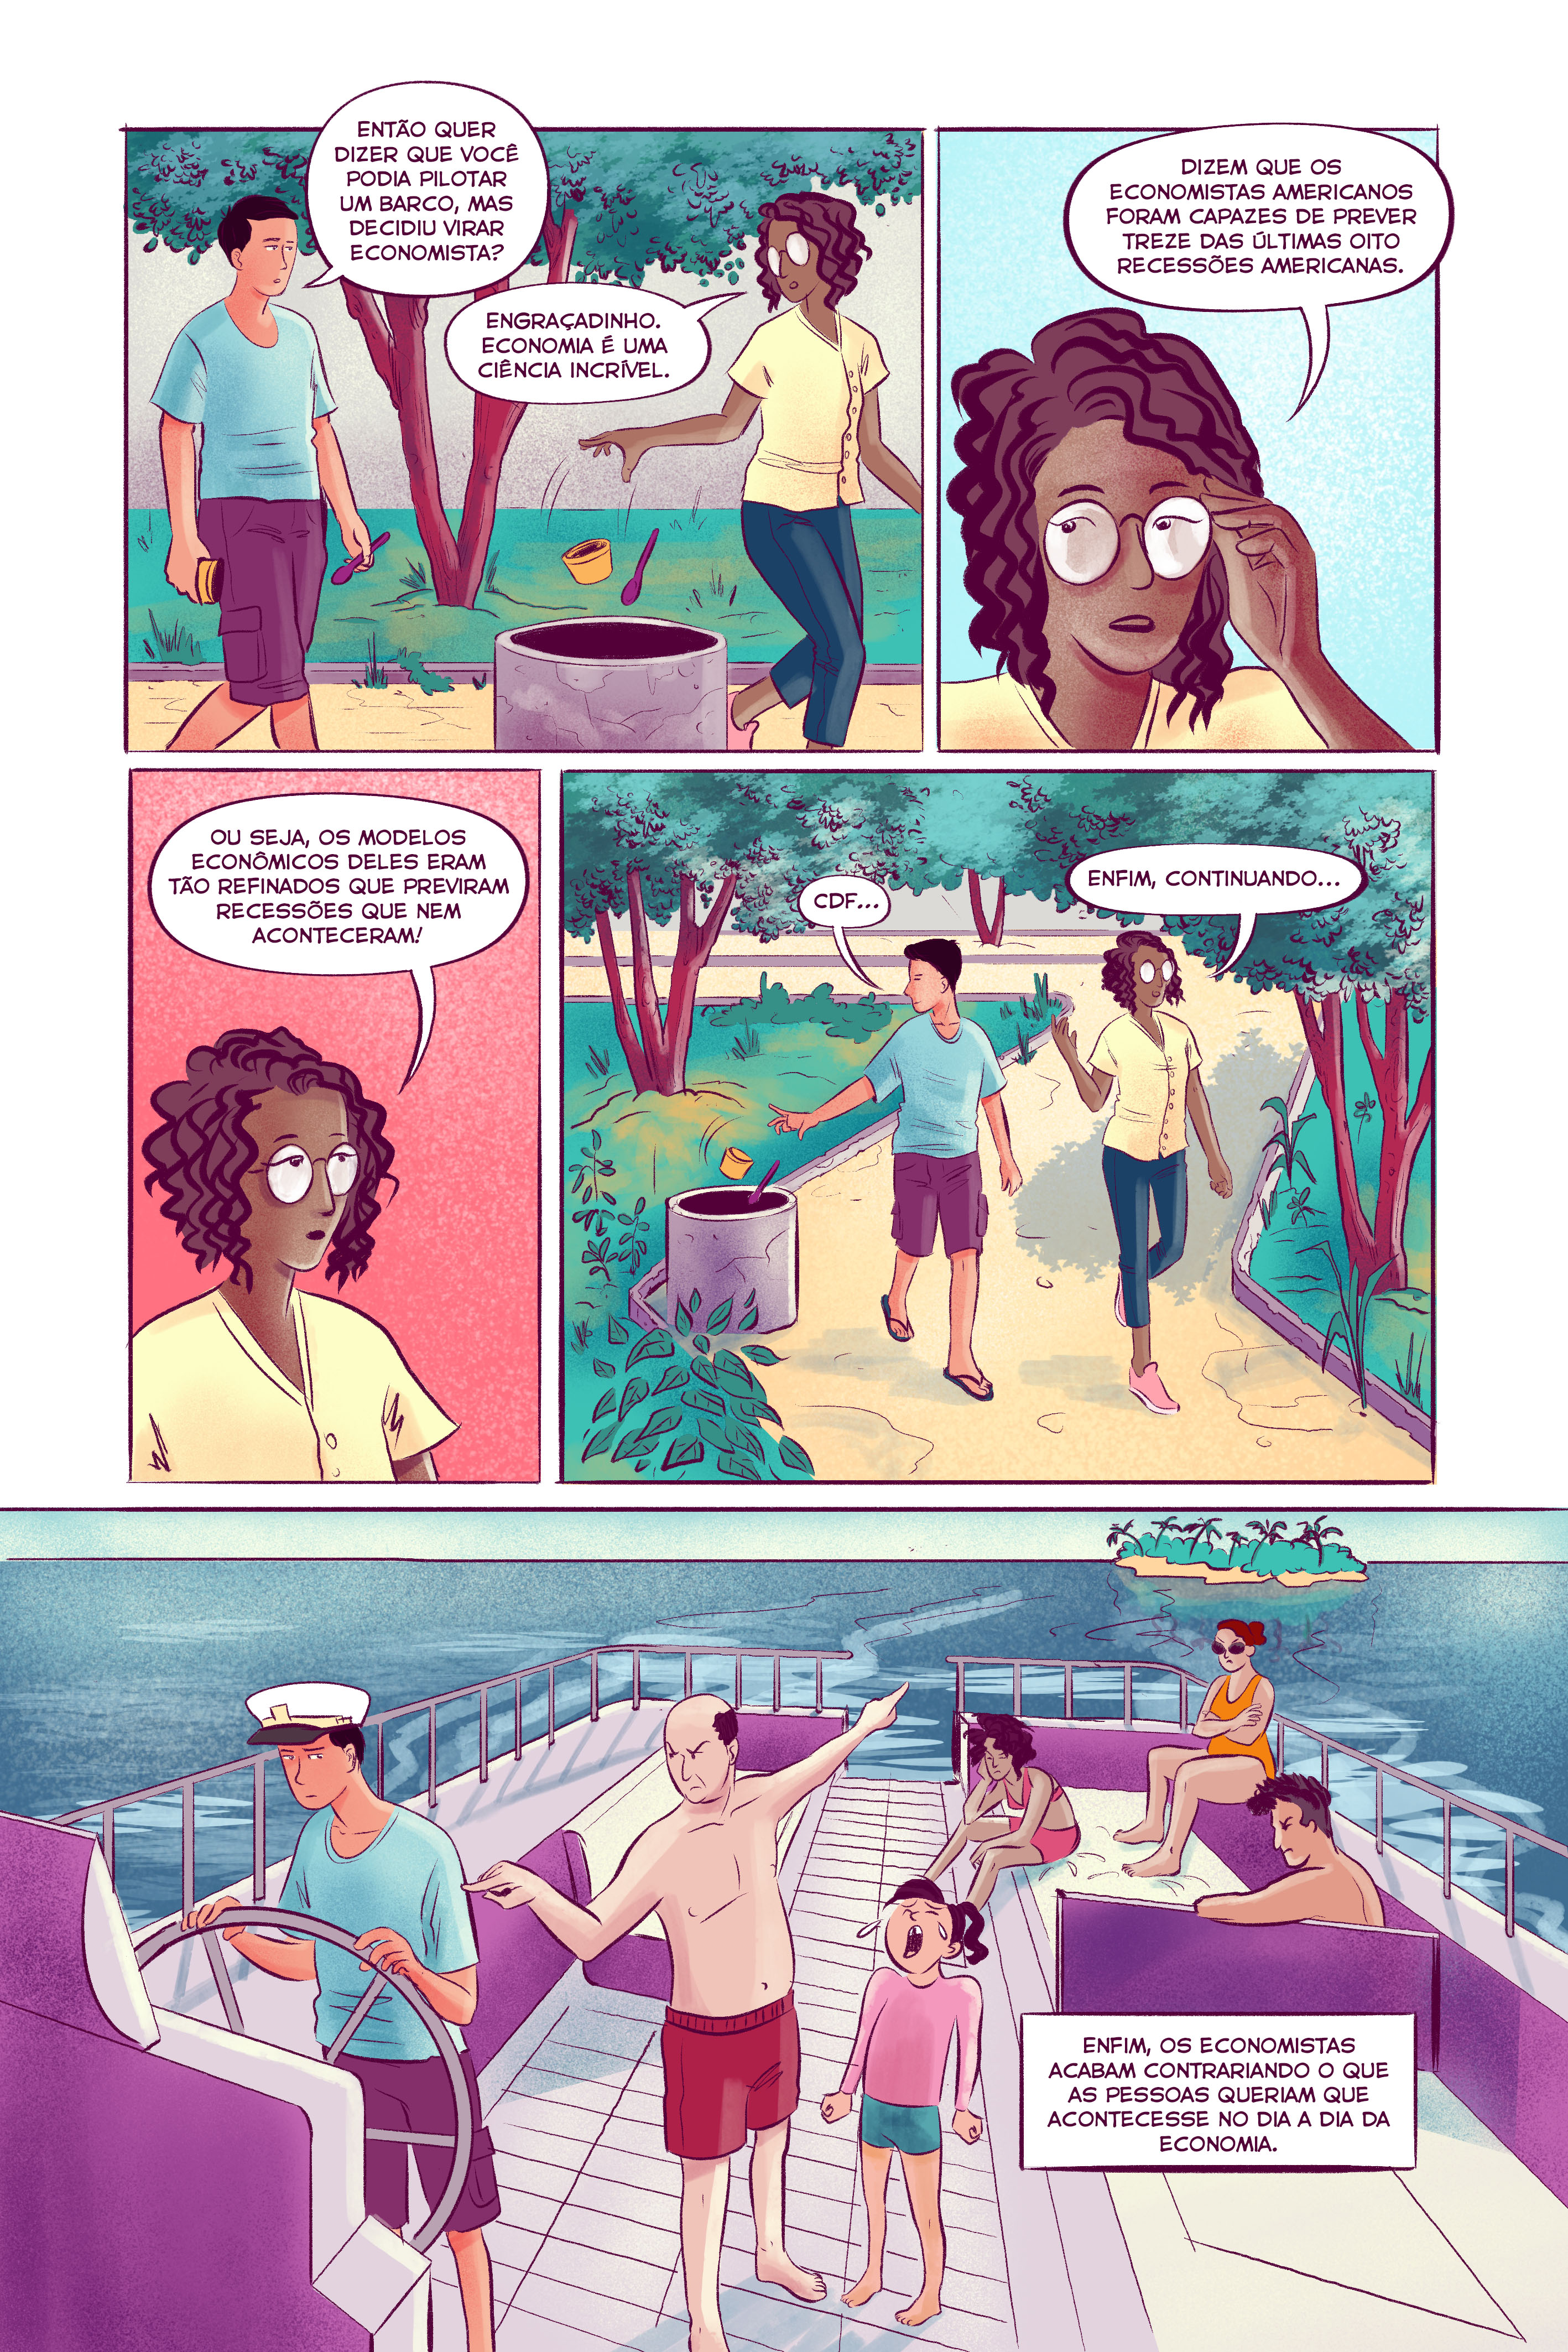 ENTÃO QUER
DIZER QUE VOCÊ
PODIA PILOTAR
UM BARCO, MAS
DECIDIU VIRAR
ECONOMISTA?
ENGRAÇADINHO.
ECONOMIA É UMA
CIÊNCIA INCRÍVEL.
DIZEM QUE OS
ECONOMISTAS AMERICANOS
FORAM CAPAZES DE PREVER
TREZE DAS ÚLTIMAS OITO
RECESSÕES AMERICANAS.
OU SEJA, OS MODELOS
ECONÔMICOS DELES ERAM
TÃO REFINADOS QUE PREVIRAM
RECESSÕES QUE NEM
ACONTECERAM!
CDF...
ENFIM, CONTINUANDO...
ENFIM, OS ECONOMISTAS
ACABAM CONTRARIANDO O QUE
AS PESSOAS QUERIAM QUE
ACONTECESSE NO DIA A DIA DA
ECONOMIA.